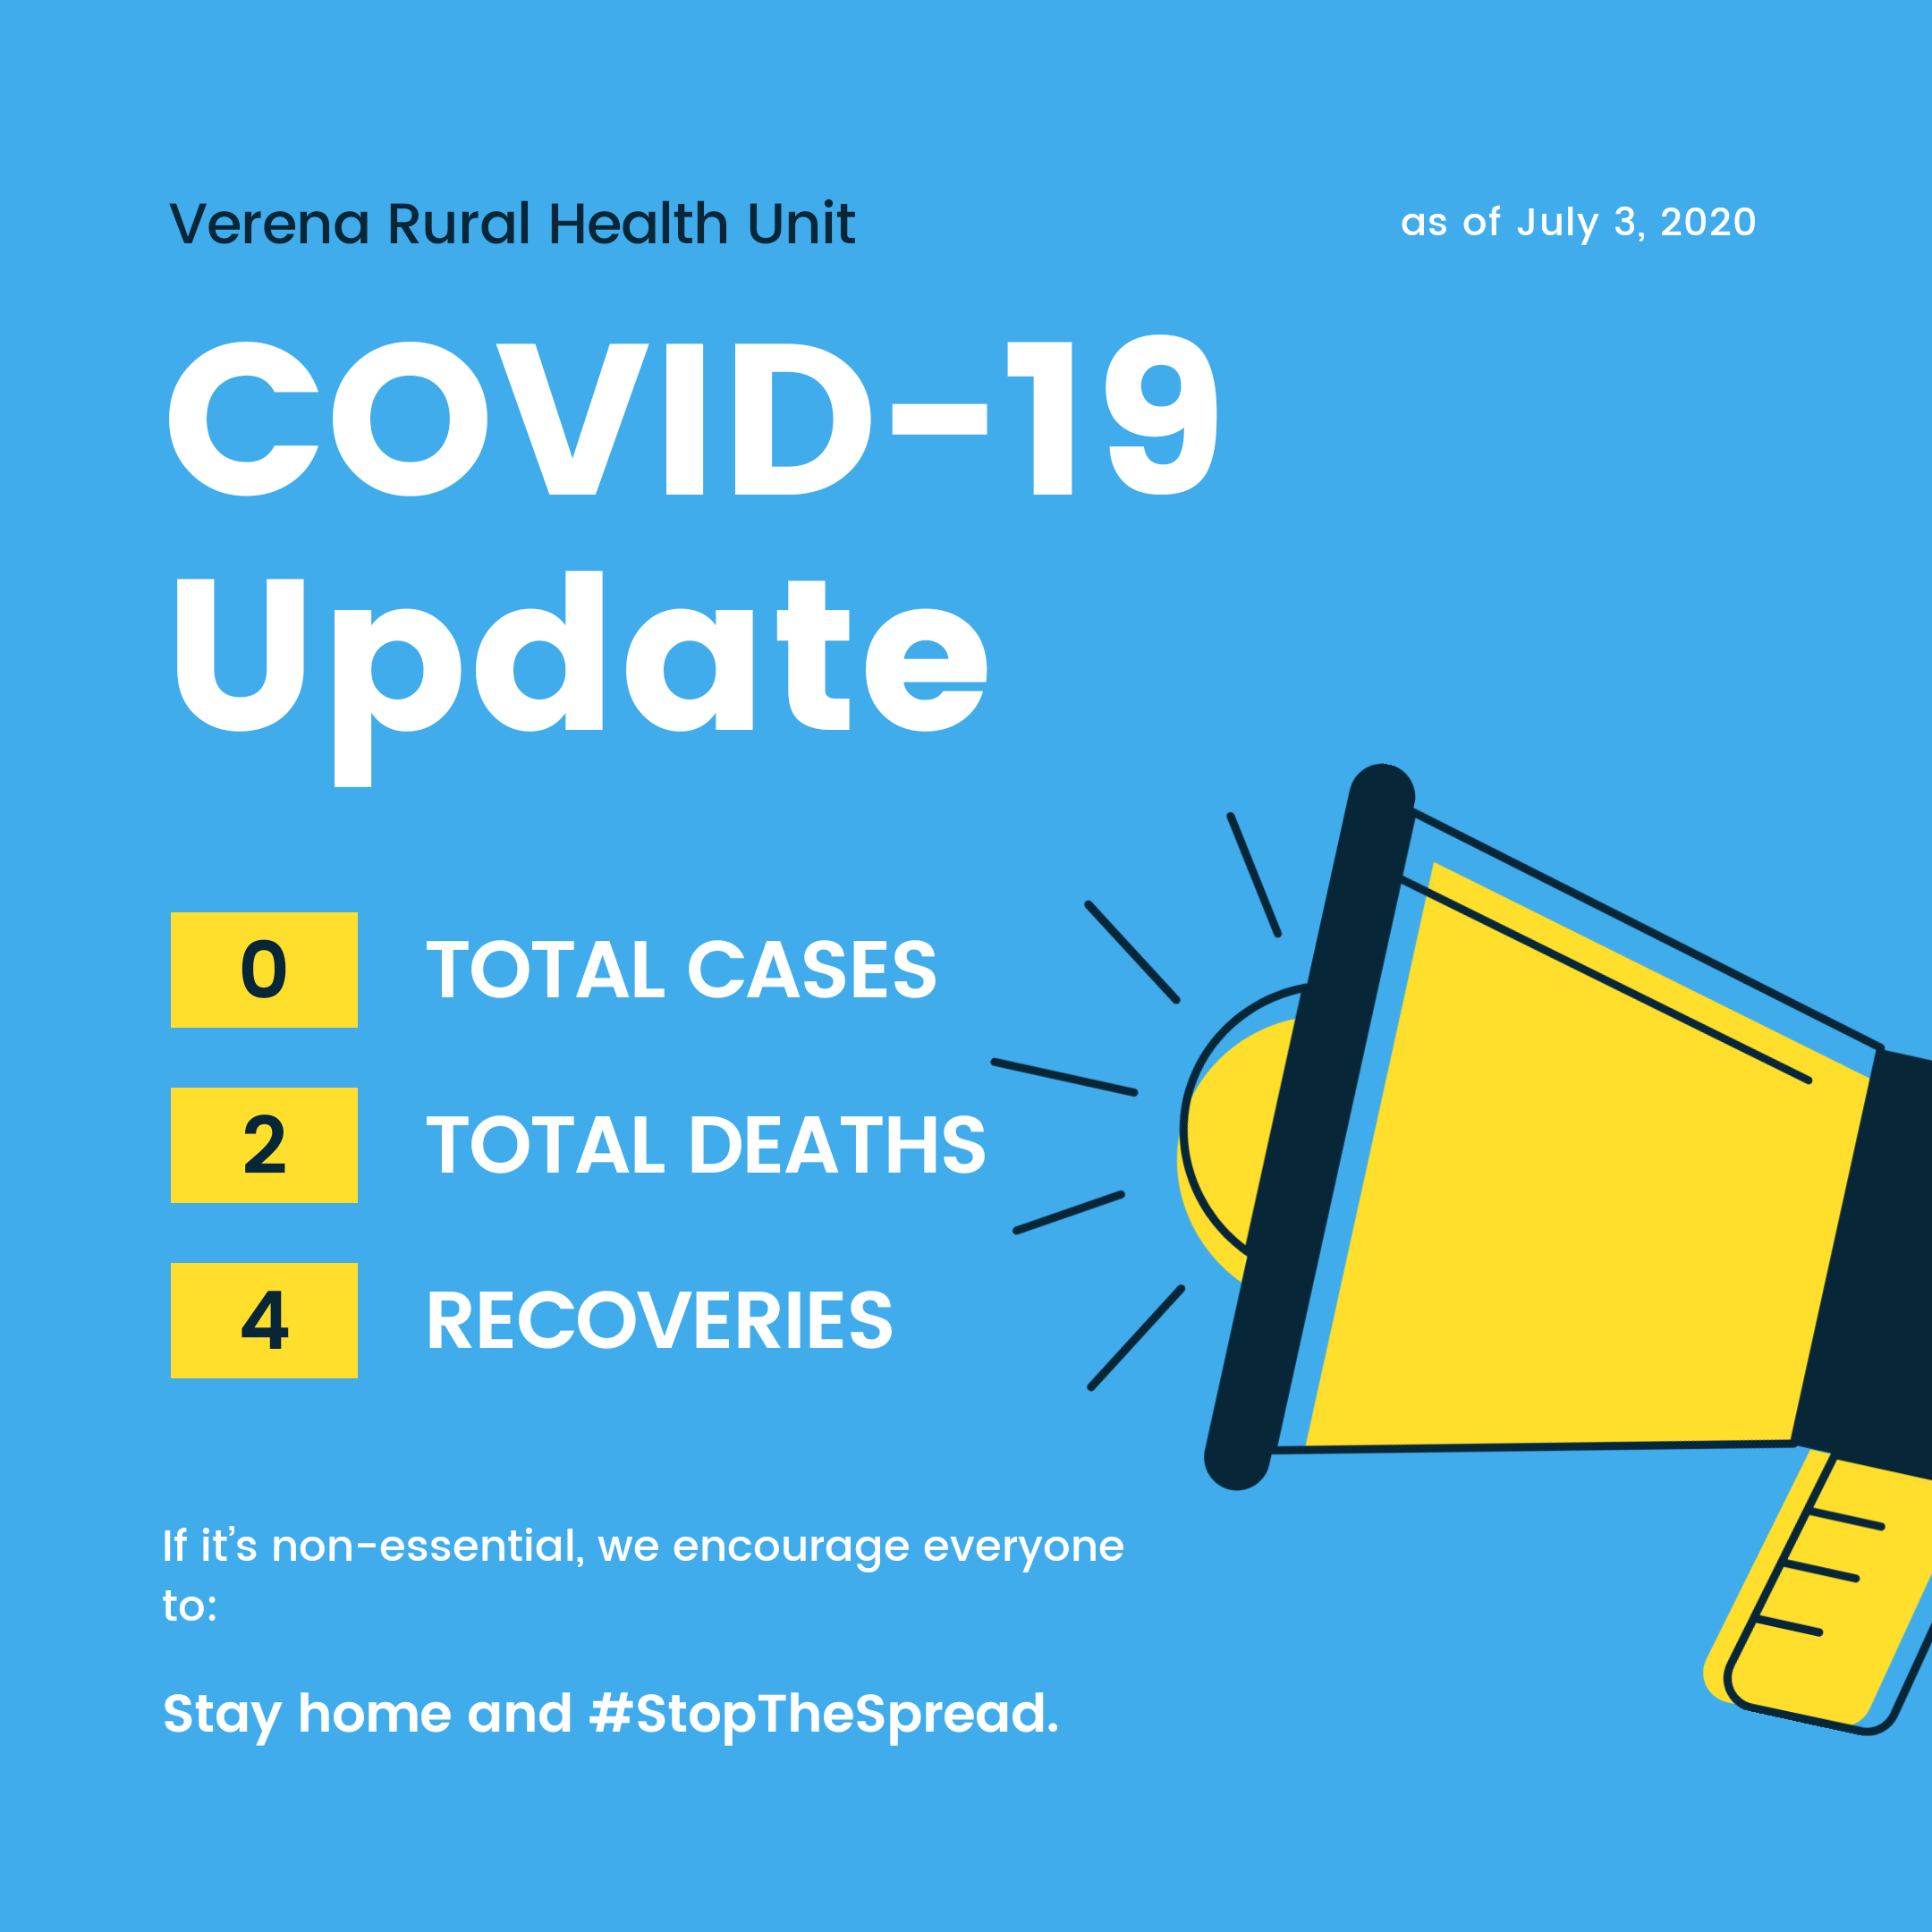 Verena Rural Health Unit
as of July 3, 2020
COVID-19
Update
0 TOTAL CASES
2 TOTAL DEATHS
4 RECOVERIES
If it's non-essential, we encourage everyone
to:
Stay home and #StopTheSpread.